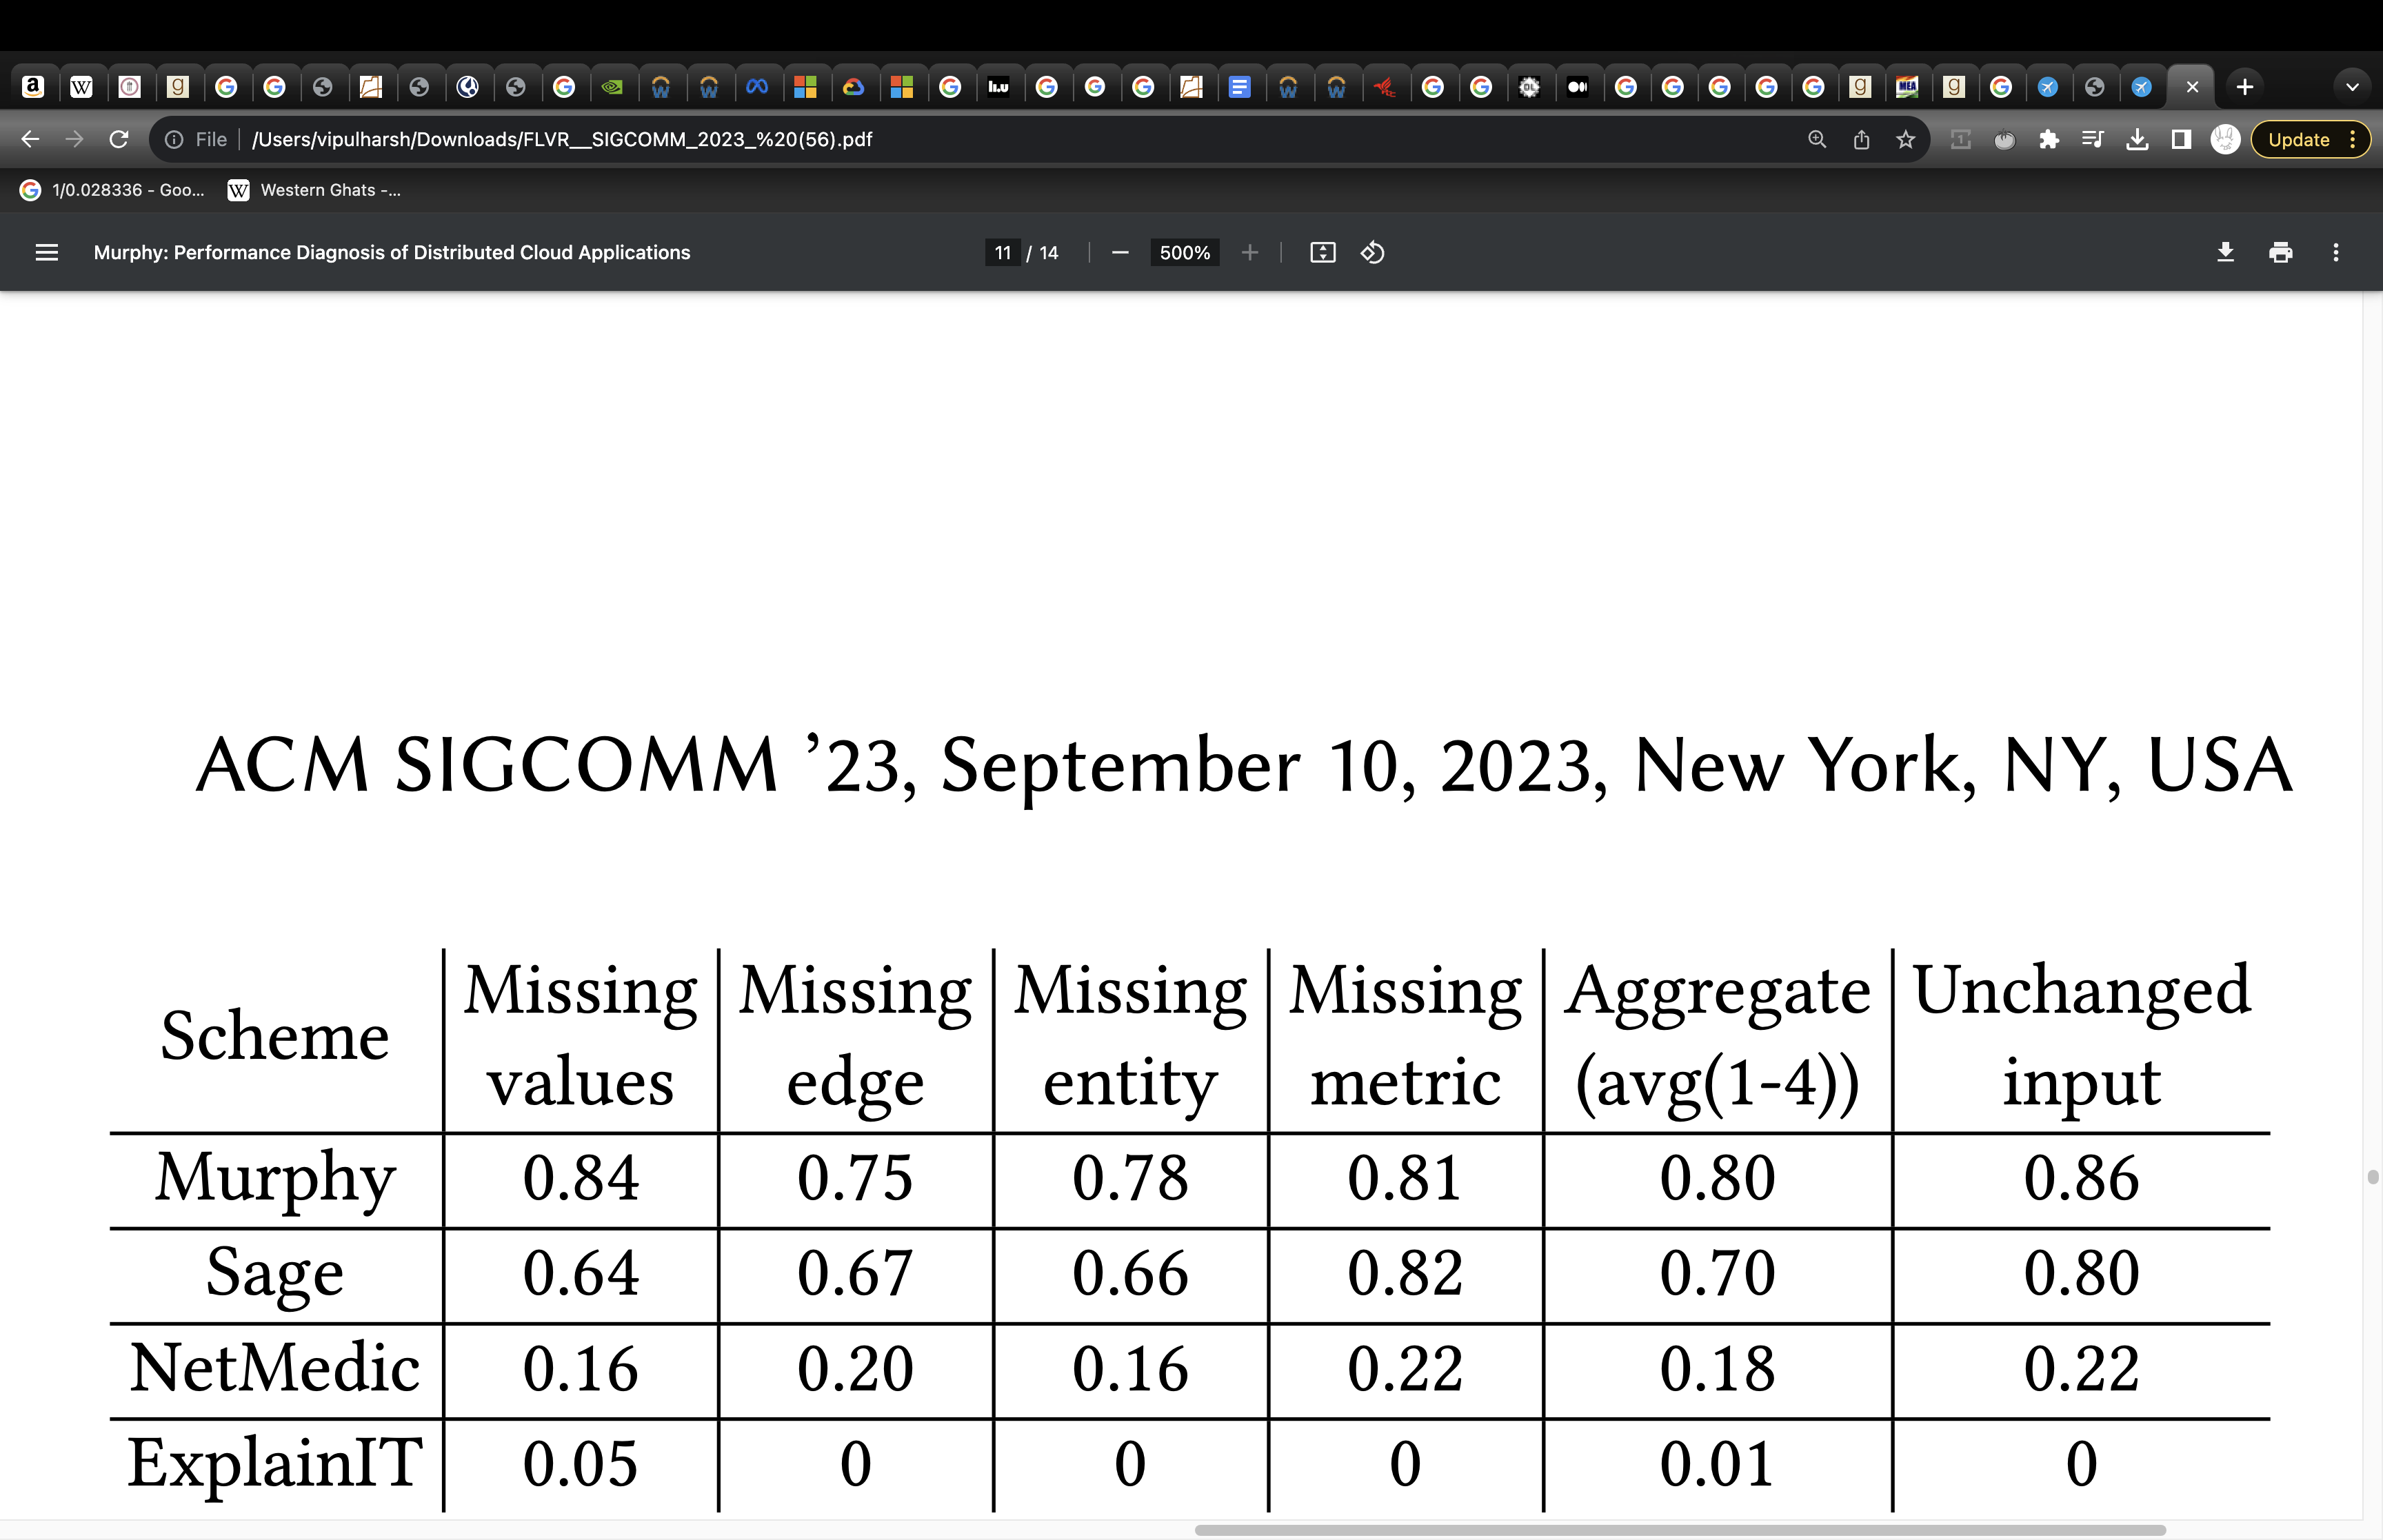 File /Users/vipulharsh/Downloads/FLVR__SIGCOMM_2023_%20(56).pdf
Update
1/0.028336 - Goo...
Western Ghats -...
Murphy: Performance Diagnosis of Distributed Cloud Applications
11 / 14
500%
ACM SIGCOMM ’23, September 10, 2023, New York, NY, USA
Scheme Missing values Missing edge Missing entity Missing metric Aggregate (avg(1-4)) Unchanged input
Murphy 0.84 0.75 0.78 0.81 0.80 0.86
Sage 0.64 0.67 0.66 0.82 0.70 0.80
NetMedic 0.16 0.20 0.16 0.22 0.18 0.22
ExplainIT 0.05 0 0 0 0.01 0